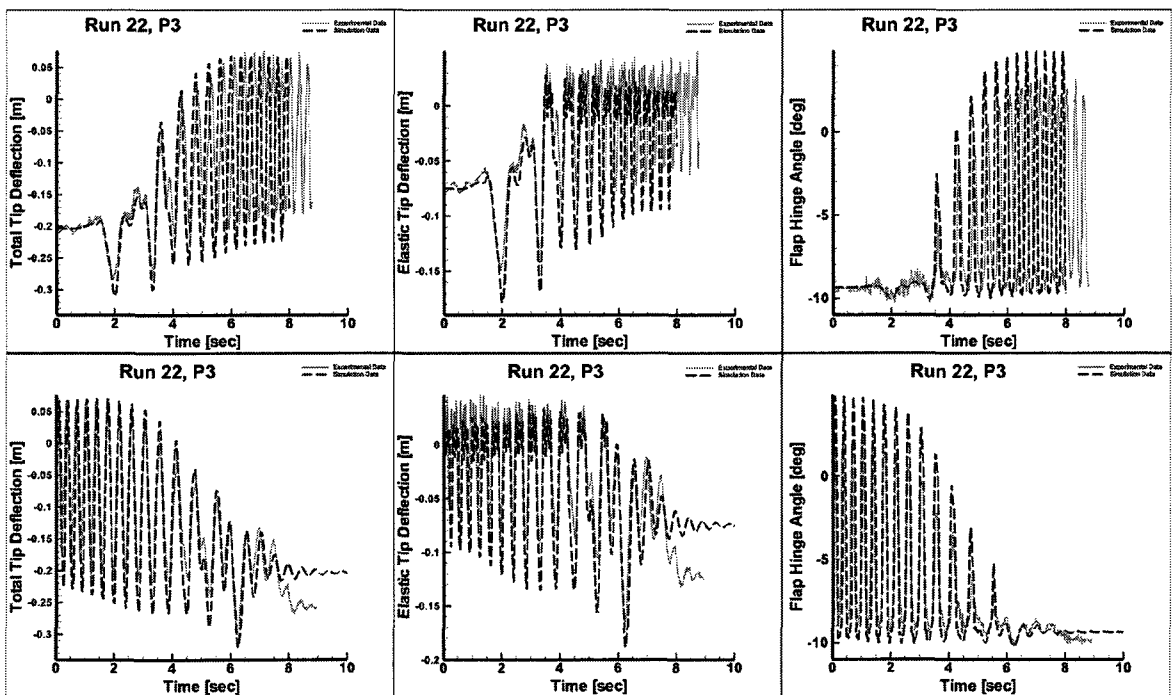 Run 22, P3
Experimental Data
Simulation Data
Total Tip Deflection [m]
0.05
0
-0.05
-0.1
-0.15
-0.2
-0.25
-0.3
0 2 4 6 8 10
Time [sec]
Run 22, P3
Experimental Data
Simulation Data
Elastic Tip Deflection [m]
0
-0.05
-0.1
-0.15
0 2 4 6 8 10
Time [sec]
Run 22, P3
Experimental Data
Simulation Data
Flap Hinge Angle [deg]
0
-5
-10
0 2 4 6 8 10
Time [sec]
Run 22, P3
Experimental Data
Simulation Data
Total Tip Deflection [m]
0.05
0
-0.05
-0.1
-0.15
-0.2
-0.25
-0.3
0 2 4 6 8 10
Time [sec]
Run 22, P3
Experimental Data
Simulation Data
Elastic Tip Deflection [m]
0
-0.05
-0.1
-0.15
-0.2
0 2 4 6 8 10
Time [sec]
Run 22, P3
Experimental Data
Simulation Data
Flap Hinge Angle [deg]
0
-5
-10
0 2 4 6 8 10
Time [sec]